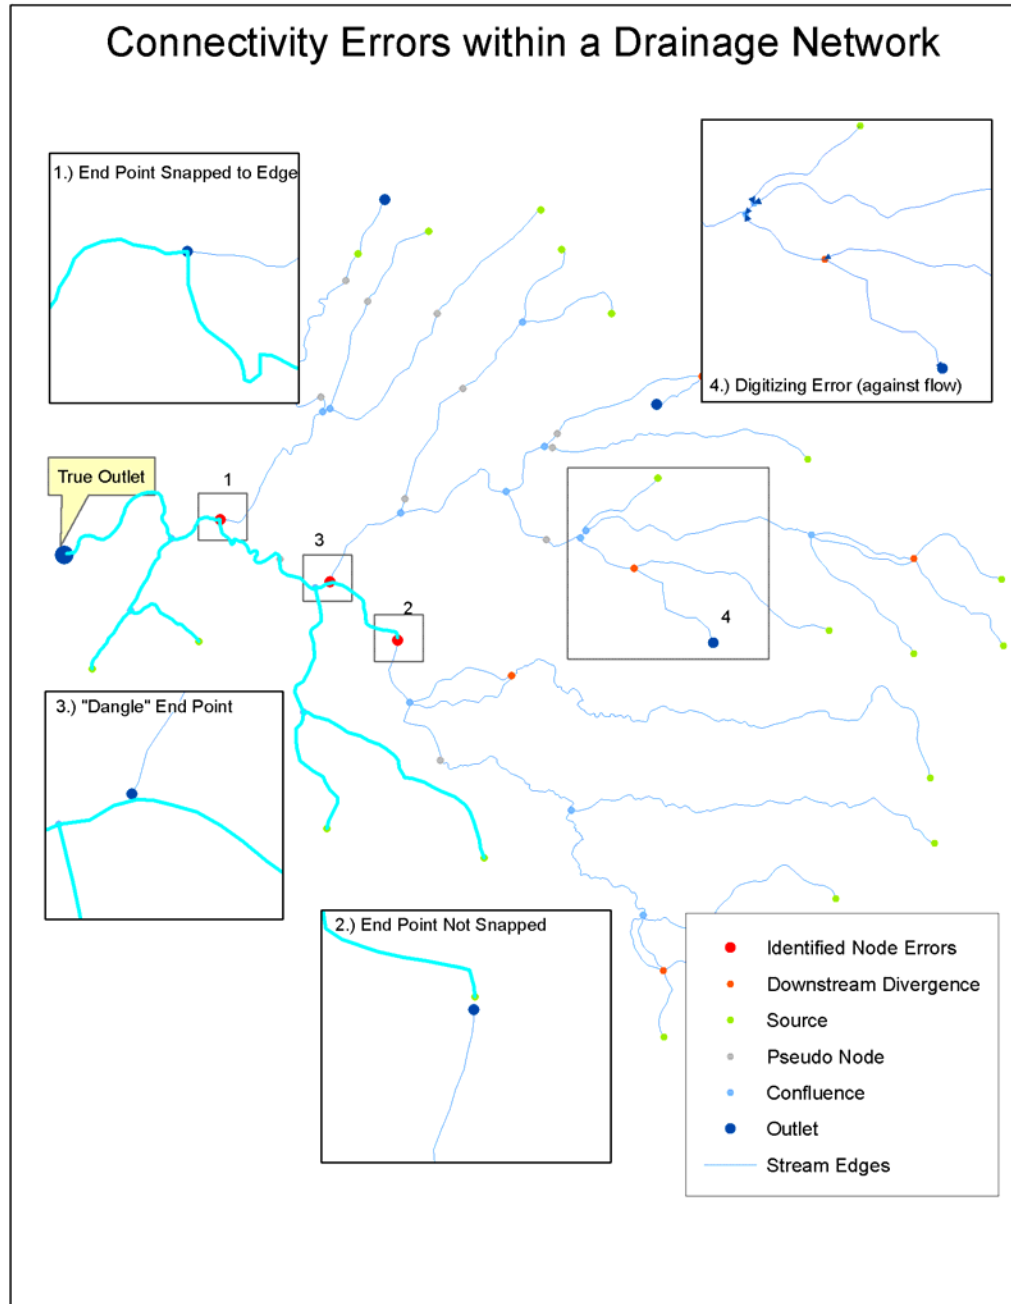 Connectivity Errors within a Drainage Network
1.) End Point Snapped to Edge
4.) Digitizing Error (against flow)
True Outlet
1
3
2
4
3.) "Dangle" End Point
2.) End Point Not Snapped
Identified Node Errors
Downstream Divergence
Source
Pseudo Node
Confluence
Outlet
Stream Edges